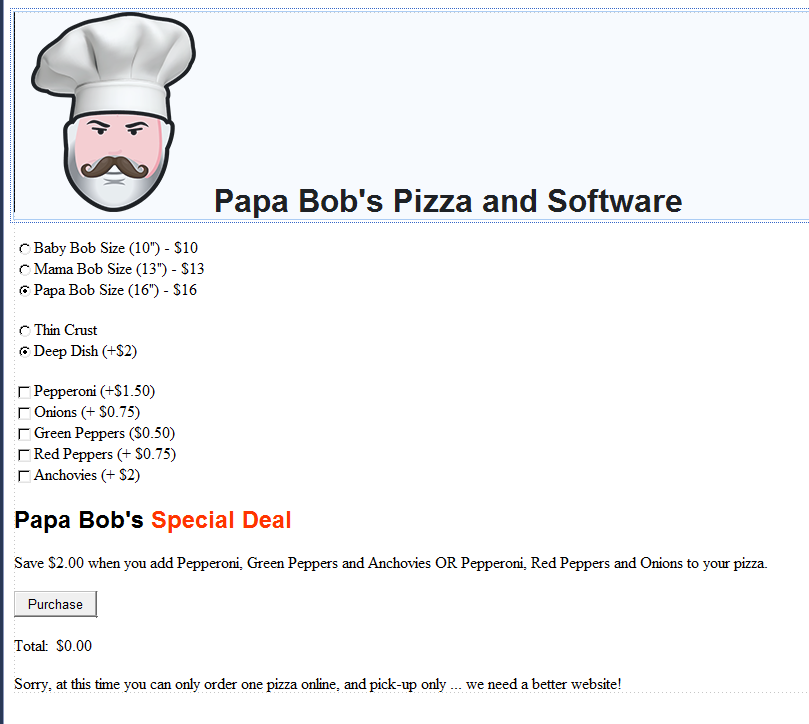 Papa Bob's Pizza and Software
Baby Bob Size (10") - $10
Mama Bob Size (13") - $13
Papa Bob Size (16") - $16
Thin Crust
Deep Dish (+$2)
Pepperoni (+$1.50)
Onions (+ $0.75)
Green Peppers ($0.50)
Red Peppers (+ $0.75)
Anchovies (+ $2)
Papa Bob's Special Deal
Save $2.00 when you add Pepperoni, Green Peppers and Anchovies OR Pepperoni, Red Peppers and Onions to your pizza.
Purchase
Total:  $0.00
Sorry, at this time you can only order one pizza online, and pick-up only ... we need a better website!